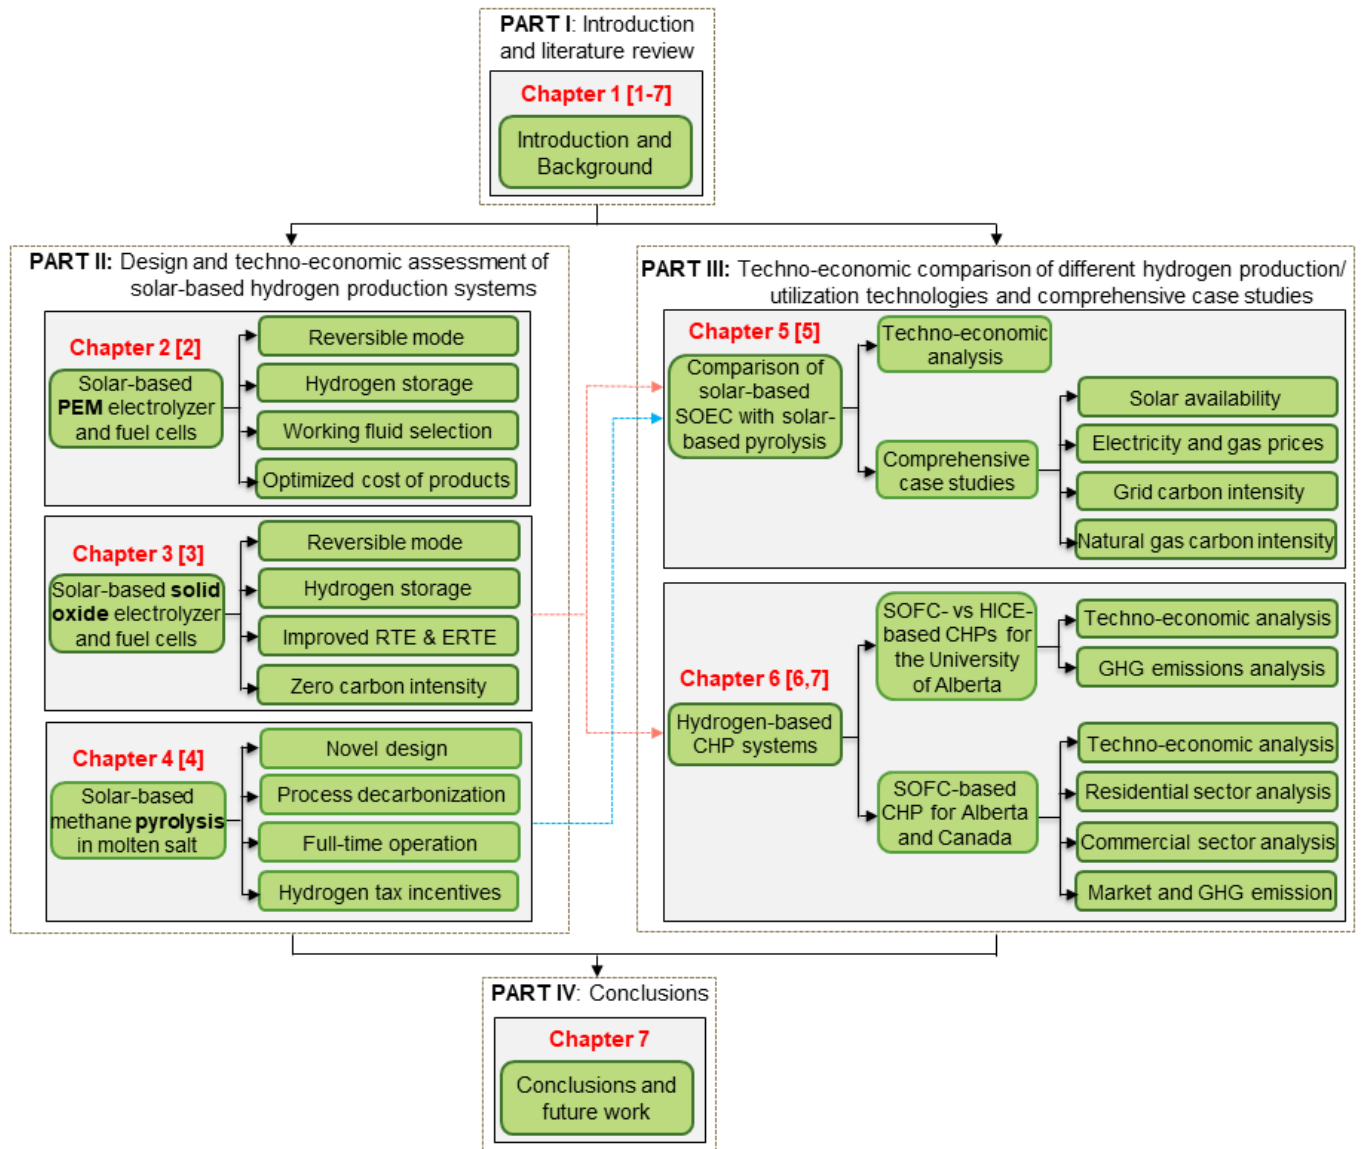 PART I: Introduction
and literature review
Chapter 1 [1-7]
Introduction and
Background
PART II: Design and techno-economic assessment of
solar-based hydrogen production systems
Chapter 2 [2]
Solar-based
PEM electrolyzer
and fuel cells
Reversible mode
Hydrogen storage
Working fluid selection
Optimized cost of products
Chapter 3 [3]
Solar-based solid
oxide electrolyzer
and fuel cells
Reversible mode
Hydrogen storage
Improved RTE & ERTE
Zero carbon intensity
Chapter 4 [4]
Solar-based
methane pyrolysis
in molten salt
Novel design
Process decarbonization
Full-time operation
Hydrogen tax incentives
PART III: Techno-economic comparison of different hydrogen production/
utilization technologies and comprehensive case studies
Chapter 5 [5]
Comparison of
solar-based
SOEC with solar-
based pyrolysis
Techno-economic
analysis
Comprehensive
case studies
Solar availability
Electricity and gas prices
Grid carbon intensity
Natural gas carbon intensity
Chapter 6 [6,7]
Hydrogen-based
CHP systems
SOFC- vs HICE-
based CHPs for
the University
of Alberta
Techno-economic analysis
GHG emissions analysis
SOFC-based
CHP for Alberta
and Canada
Techno-economic analysis
Residential sector analysis
Commercial sector analysis
Market and GHG emission
PART IV: Conclusions
Chapter 7
Conclusions and
future work